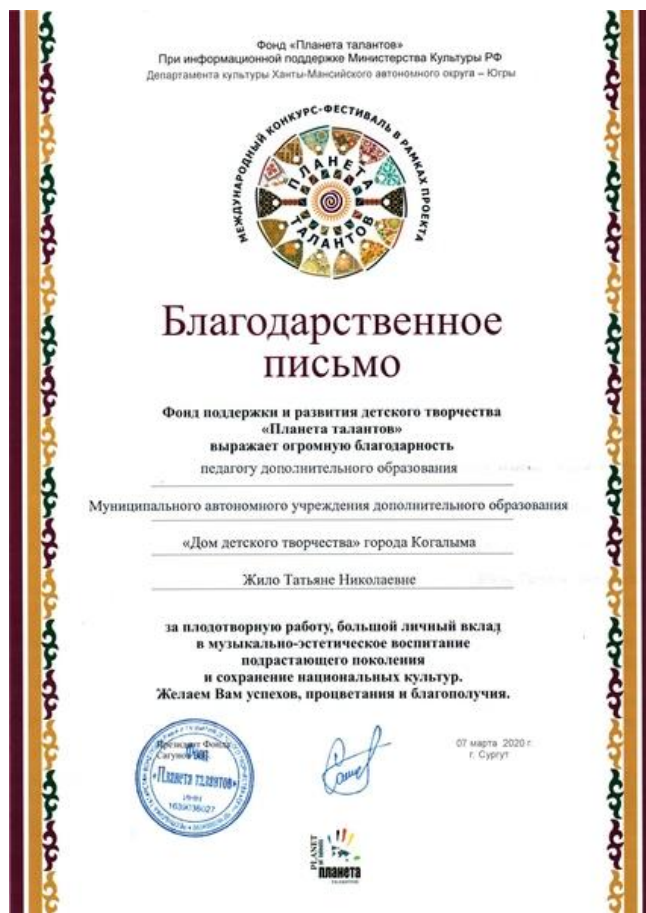 Фонд «Планета талантов»
При информационной поддержке Министерства Культуры РФ
Департамента культуры Ханты-Мансийского автономного округа – Югры
МЕЖДУНАРОДНЫЙ КОНКУРС-ФЕСТИВАЛЬ В РАМКАХ ПРОЕКТА
ПЛАНЕТА
ТАЛАНТОВ
Благодарственное
письмо
Фонд поддержки и развития детского творчества
«Планета талантов»
выражает огромную благодарность
педагогу дополнительного образования
Муниципального автономного учреждения дополнительного образования
«Дом детского творчества» города Когалыма
Жило Татьяне Николаевне
за плодотворную работу, большой личный вклад
в музыкально-эстетическое воспитание
подрастающего поколения
и сохранение национальных культур.
Желаем Вам успехов, процветания и благополучия.
Президент Фонда
Фонд
«Планета талантов»
ИНН
1639036027
07 марта 2020 г.
г. Сургут
PLANET
планета
талантов